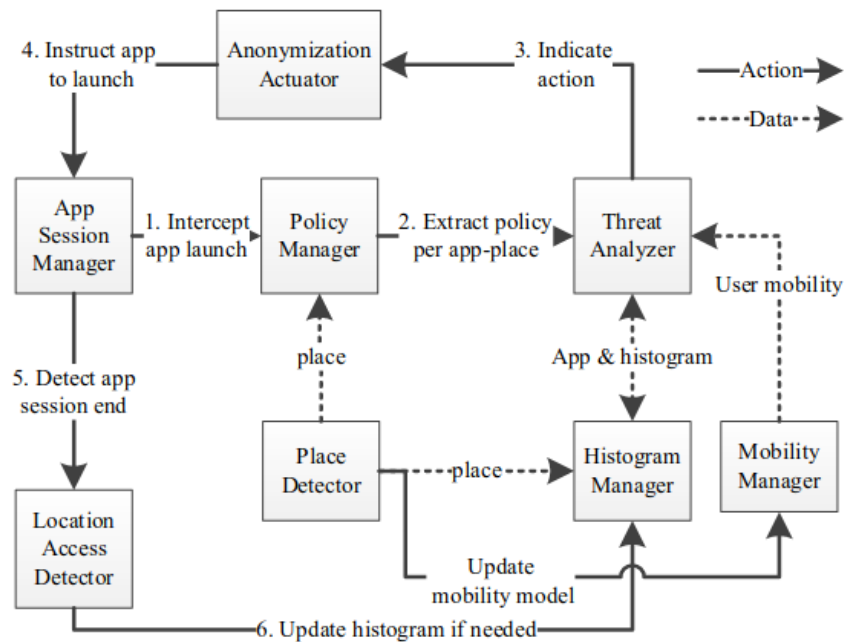 4. Instruct app
to launch
Anonymization
Actuator
3. Indicate
action
Action
Data
App
Session
Manager
1. Intercept
app launch
Policy
Manager
2. Extract policy
per app-place
Threat
Analyzer
User mobility
place
App & histogram
5. Detect app
session end
Place
Detector
place
Histogram
Manager
Mobility
Manager
Location
Access
Detector
Update
mobility model
6. Update histogram if needed